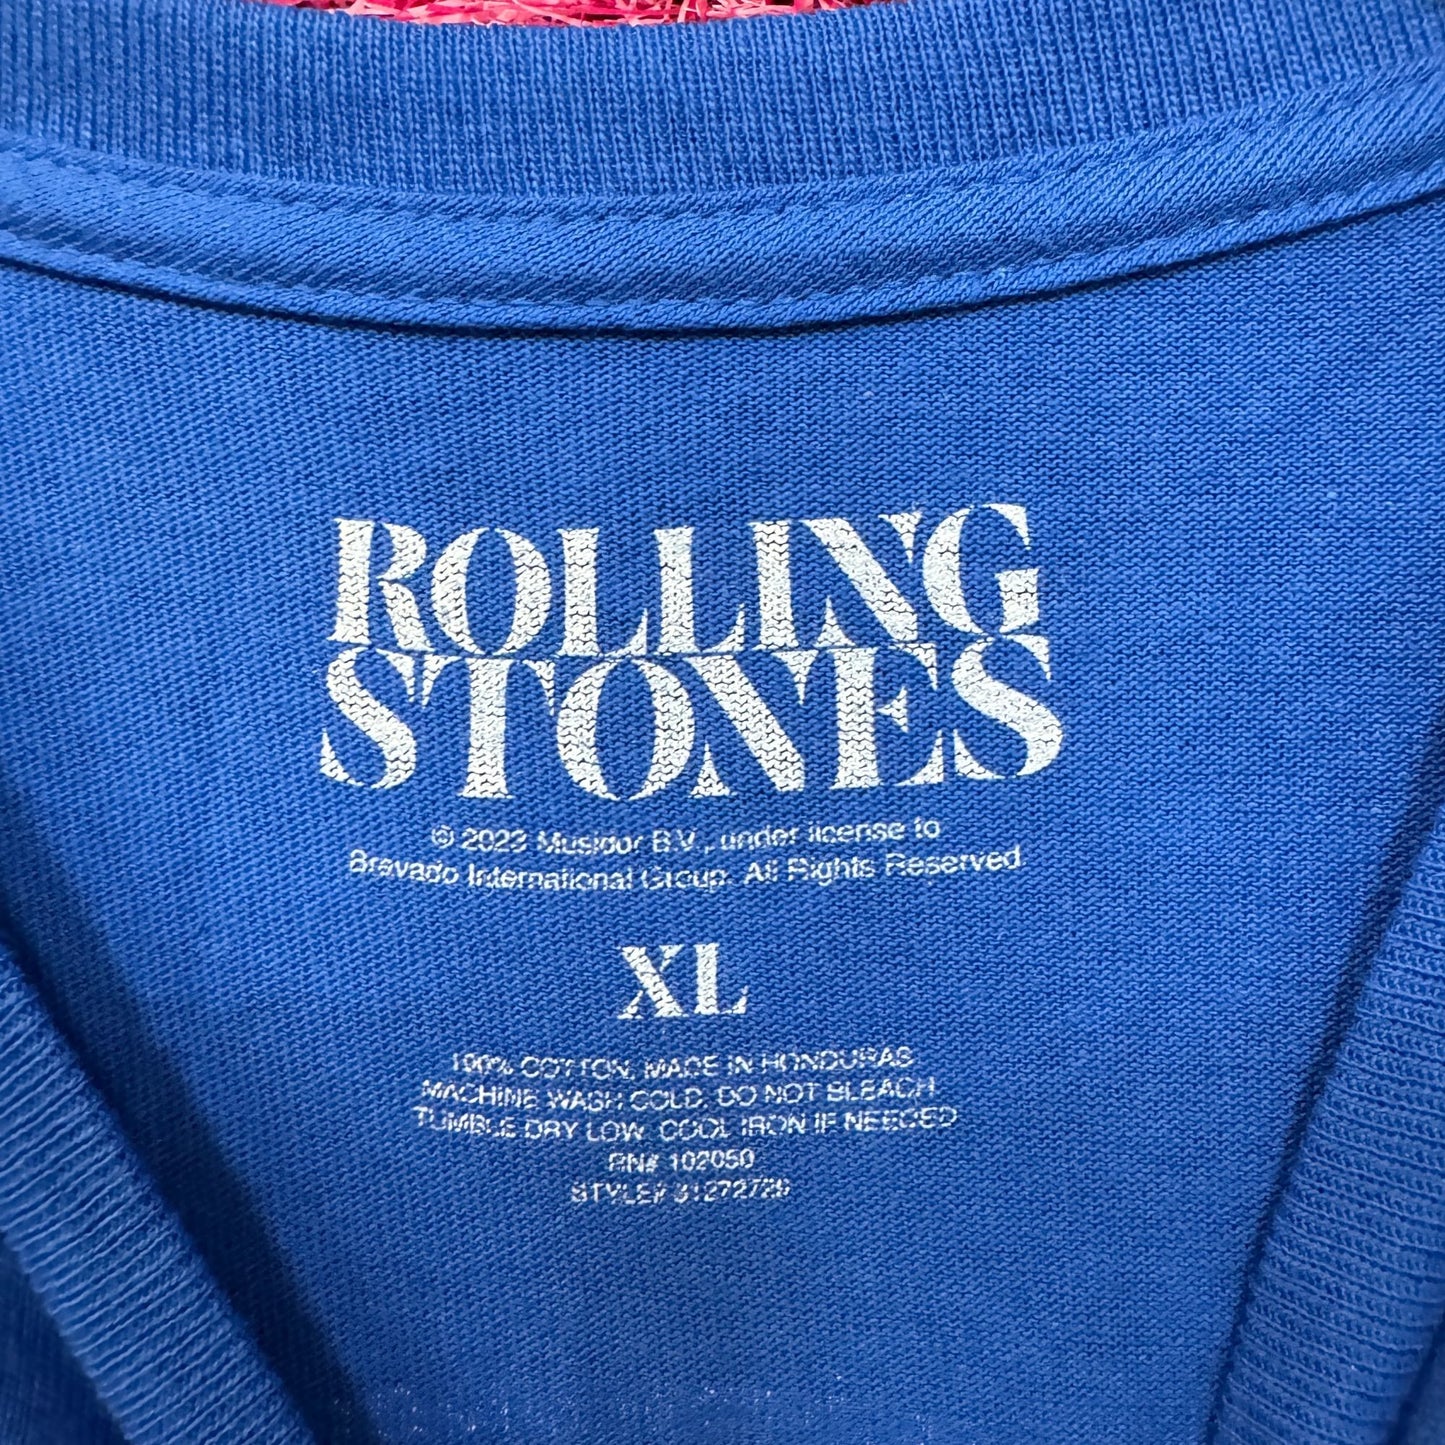 ROLLING
STONES
© 2023 Musidor B.V., under license to
Bravado International Group. All Rights Reserved.
XL
100% COTTON, MADE IN HONDURAS
MACHINE WASH COLD. DO NOT BLEACH.
TUMBLE DRY LOW. COOL IRON IF NEEDED
RN# 102050
STYLE#